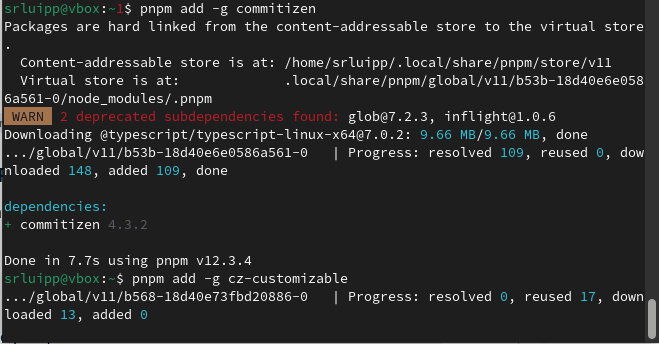 srluipp@vbox:~1$ pnpm add -g commitizen
Packages are hard linked from the content-addressable store to the virtual store
.
  Content-addressable store is at: /home/srluipp/.local/share/pnpm/store/v11
  Virtual store is at:             .local/share/pnpm/global/v11/b53b-18d40e6e058
6a561-0/node_modules/.pnpm
 WARN  2 deprecated subdependencies found: glob@7.2.3, inflight@1.0.6
Downloading @typescript/typescript-linux-x64@7.0.2: 9.66 MB/9.66 MB, done
.../global/v11/b53b-18d40e6e0586a561-0   | Progress: resolved 109, reused 0, dow
nloaded 148, added 109, done

dependencies:
+ commitizen 4.3.2

Done in 7.7s using pnpm v12.3.4
srluipp@vbox:~$ pnpm add -g cz-customizable
.../global/v11/b568-18d40e73fbd20886-0   | Progress: resolved 0, reused 17, down
loaded 13, added 0